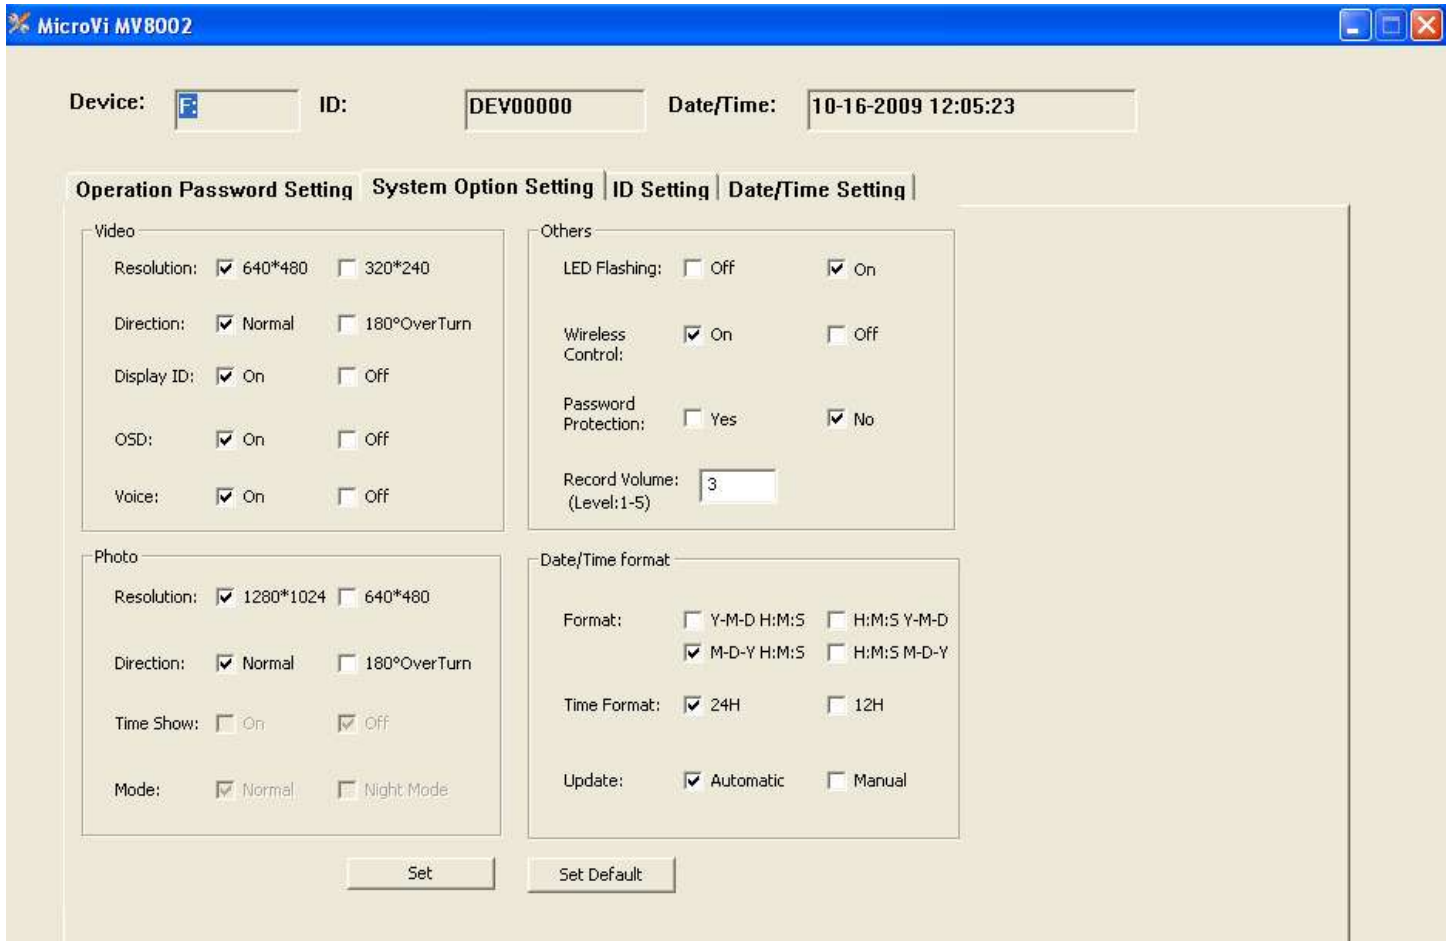 MicroVi MV8002
Device: F: ID: DEV00000 Date/Time: 10-16-2009 12:05:23
Operation Password Setting System Option Setting ID Setting Date/Time Setting
Video
Resolution: 640*480 320*240
Direction: Normal 180°OverTurn
Display ID: On Off
OSD: On Off
Voice: On Off
Others
LED Flashing: Off On
Wireless
Control: On Off
Password
Protection: Yes No
Record Volume: 3
(Level:1-5)
Photo
Resolution: 1280*1024 640*480
Direction: Normal 180°OverTurn
Time Show: On Off
Mode: Normal Night Mode
Date/Time format
Format: Y-M-D H:M:S H:M:S Y-M-D
M-D-Y H:M:S H:M:S M-D-Y
Time Format: 24H 12H
Update: Automatic Manual
Set Set Default